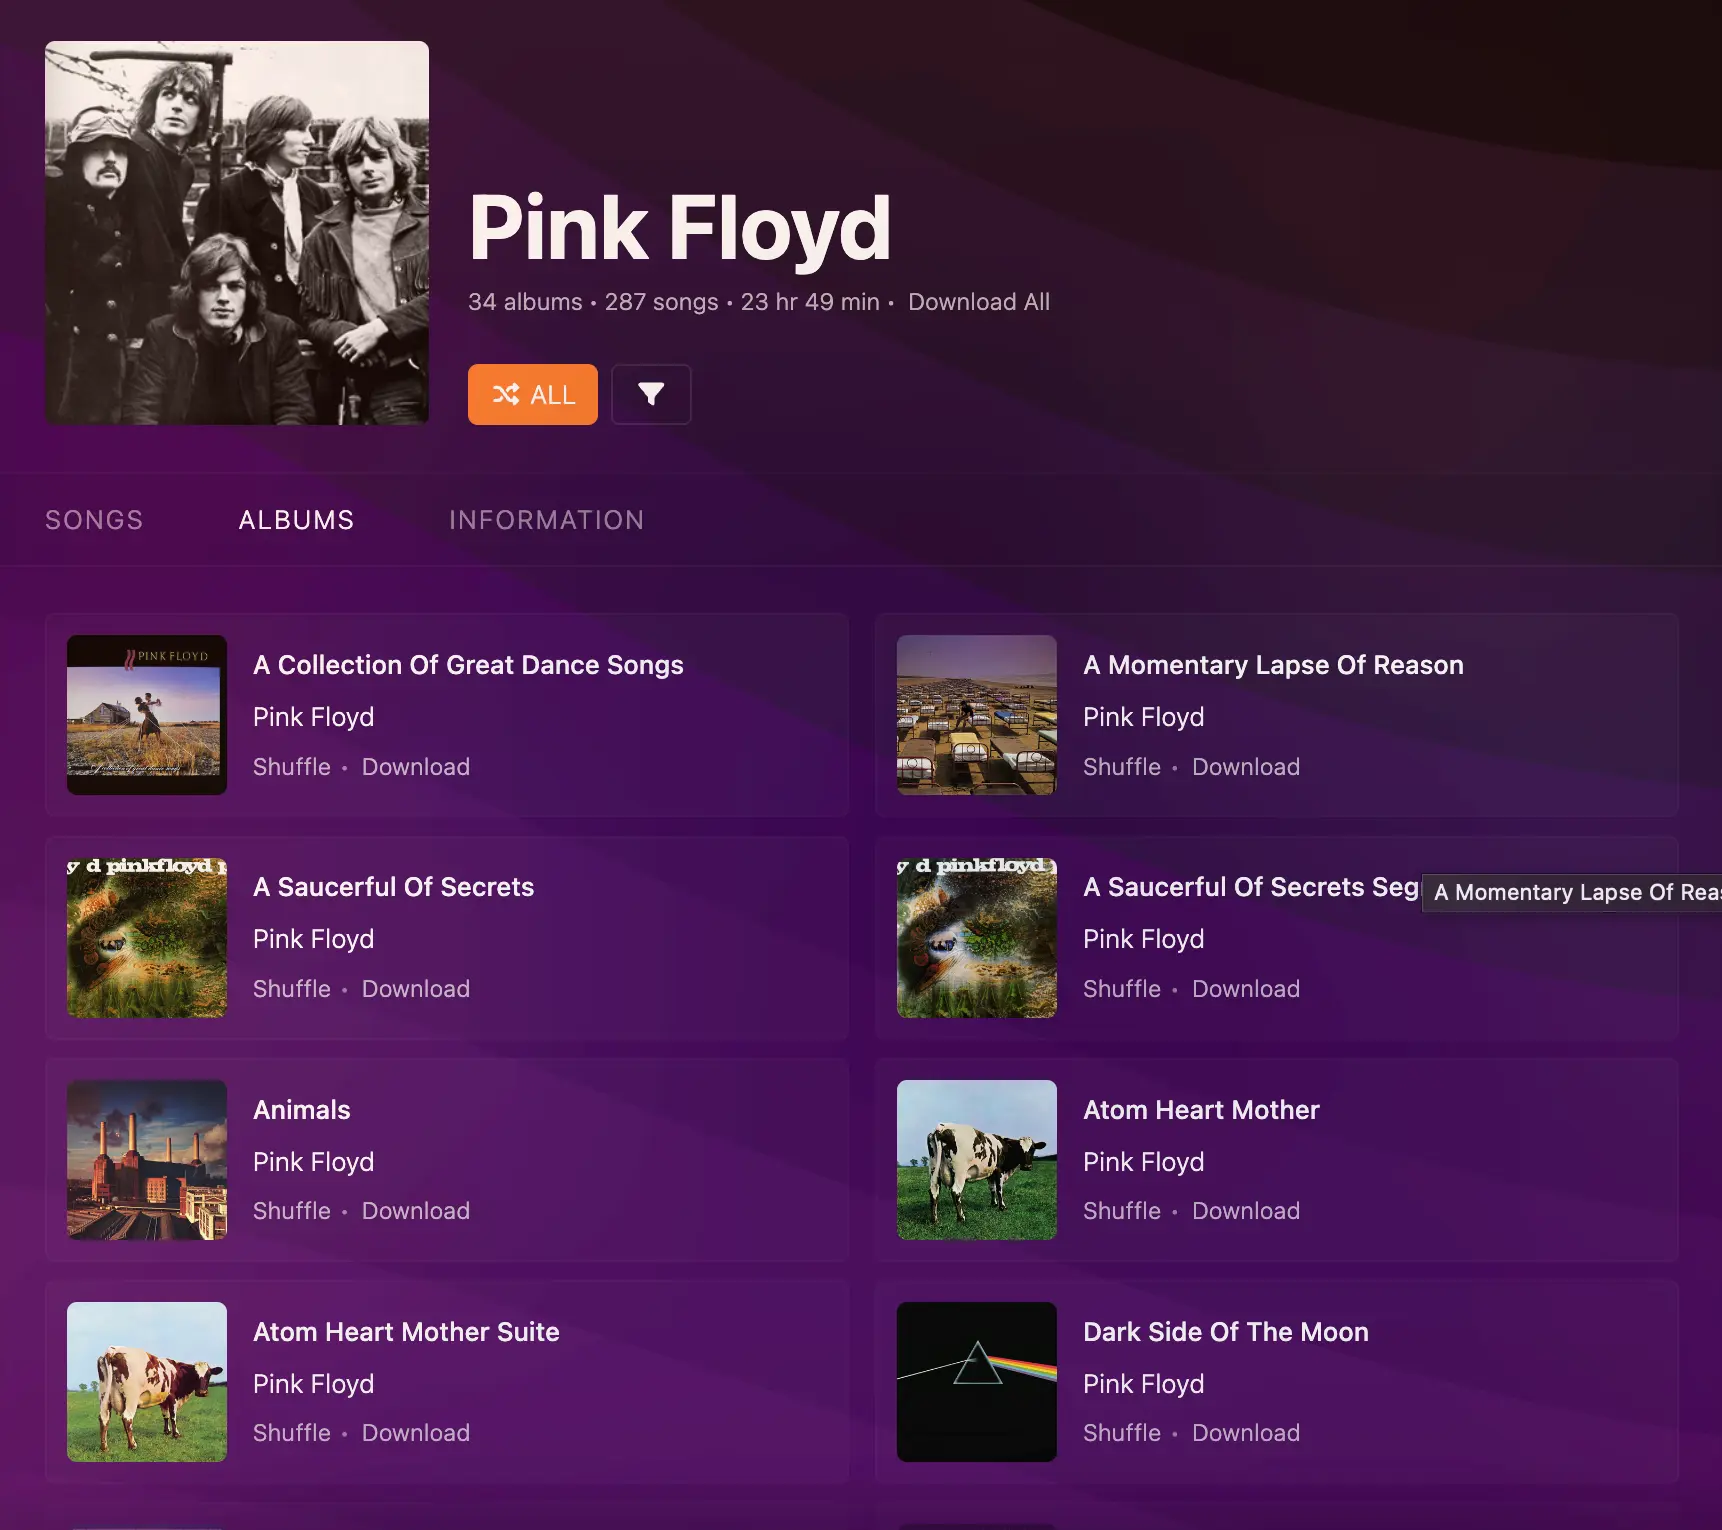 Pink Floyd
34 albums • 287 songs • 23 hr 49 min • Download All
ALL
SONGS ALBUMS INFORMATION
PINK FLOYD
A Collection Of Great Dance Songs
Pink Floyd
Shuffle • Download
A Momentary Lapse Of Reason
Pink Floyd
Shuffle • Download
y d pinkfloyd p
A Saucerful Of Secrets
Pink Floyd
Shuffle • Download
y d pinkfloyd
A Saucerful Of Secrets Seg
A Momentary Lapse Of Reas
Pink Floyd
Shuffle • Download
Animals
Pink Floyd
Shuffle • Download
Atom Heart Mother
Pink Floyd
Shuffle • Download
Atom Heart Mother Suite
Pink Floyd
Shuffle • Download
Dark Side Of The Moon
Pink Floyd
Shuffle • Download